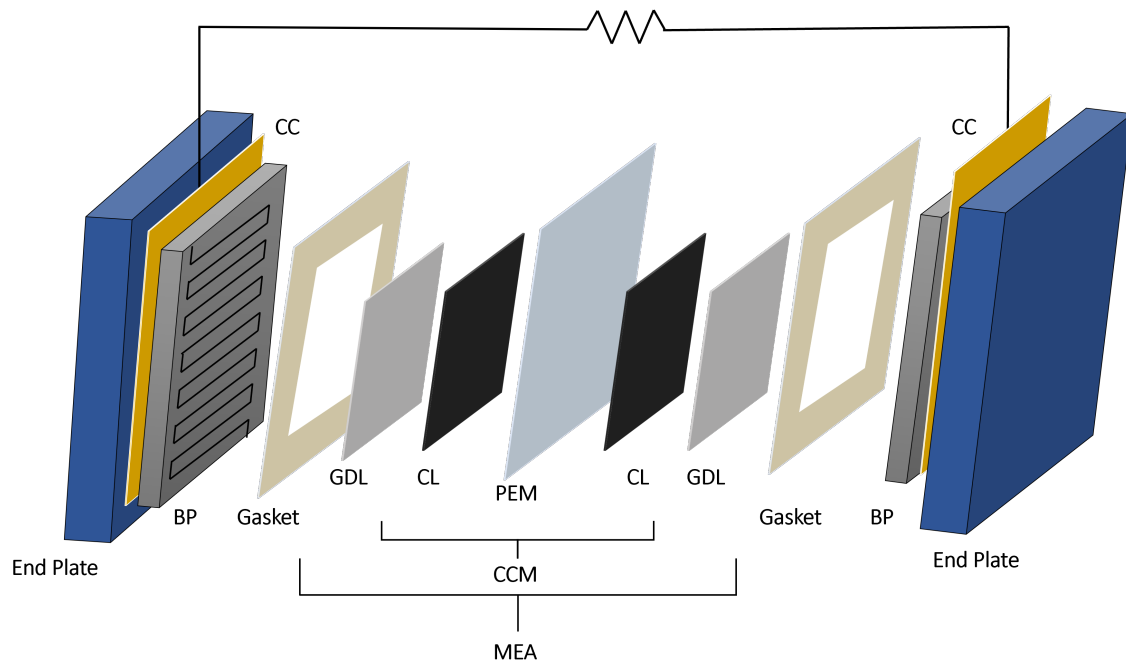 CC
CC
GDL
CL
PEM
CL
GDL
BP
Gasket
Gasket
BP
End Plate
End Plate
CCM
MEA